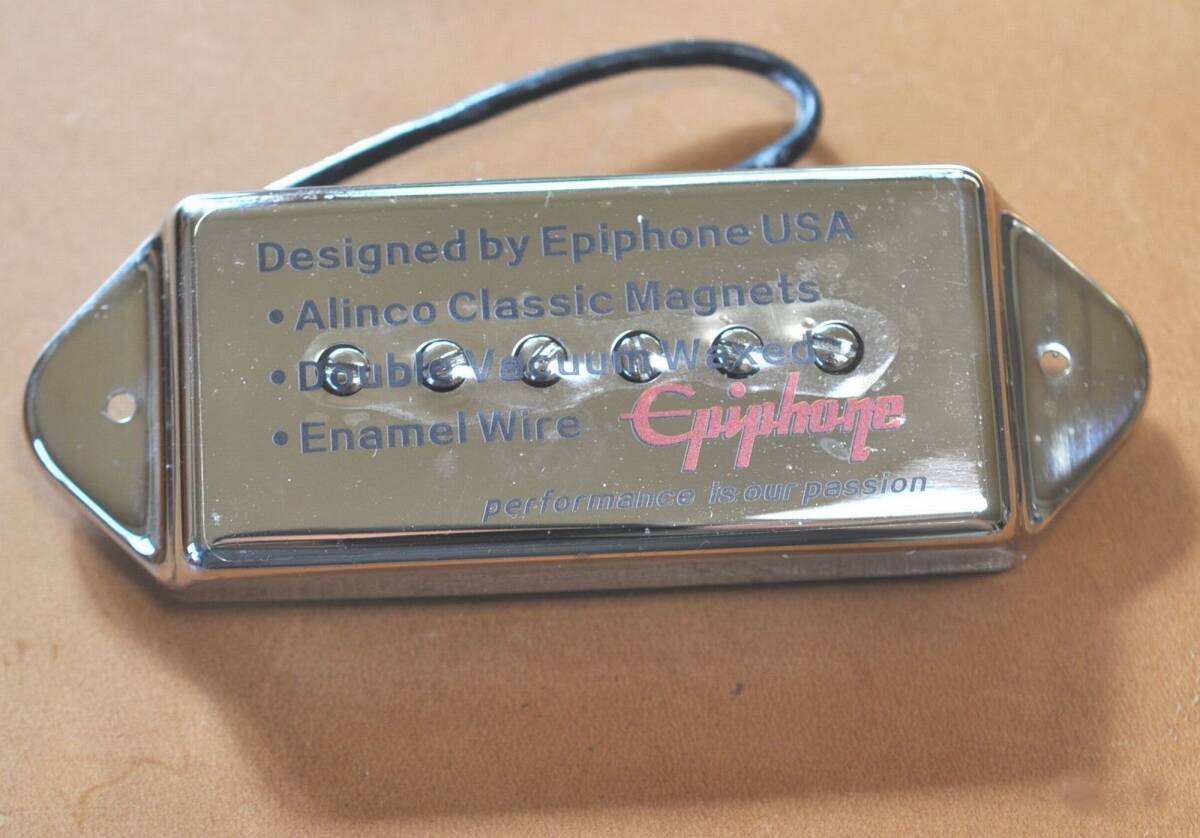 Designed by Epiphone USA
• Alinco Classic Magnets
• Double Vacuum Waxed
• Enamel Wire
Epiphone
performance is our passion